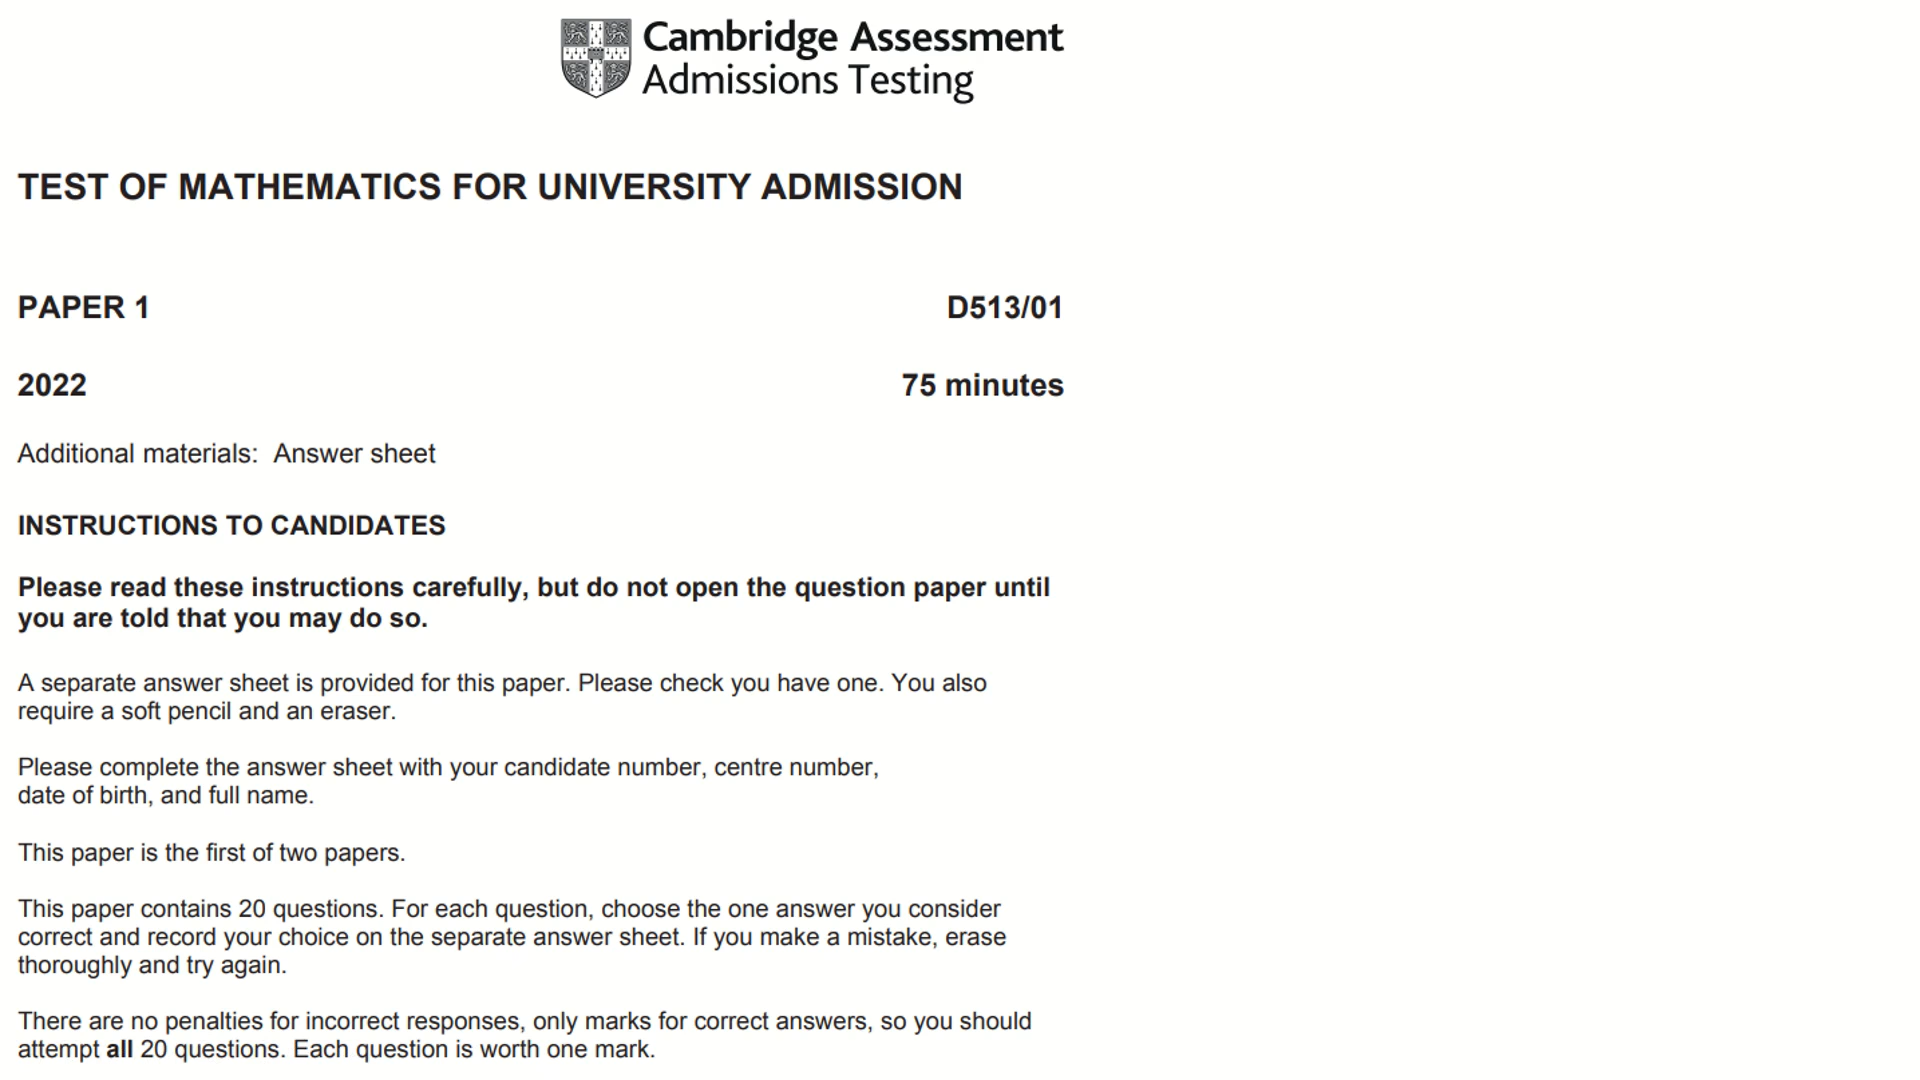 Cambridge Assessment
Admissions Testing
TEST OF MATHEMATICS FOR UNIVERSITY ADMISSION
PAPER 1 D513/01
2022 75 minutes
Additional materials: Answer sheet
INSTRUCTIONS TO CANDIDATES
Please read these instructions carefully, but do not open the question paper until
you are told that you may do so.
A separate answer sheet is provided for this paper. Please check you have one. You also
require a soft pencil and an eraser.
Please complete the answer sheet with your candidate number, centre number,
date of birth, and full name.
This paper is the first of two papers.
This paper contains 20 questions. For each question, choose the one answer you consider
correct and record your choice on the separate answer sheet. If you make a mistake, erase
thoroughly and try again.
There are no penalties for incorrect responses, only marks for correct answers, so you should
attempt all 20 questions. Each question is worth one mark.